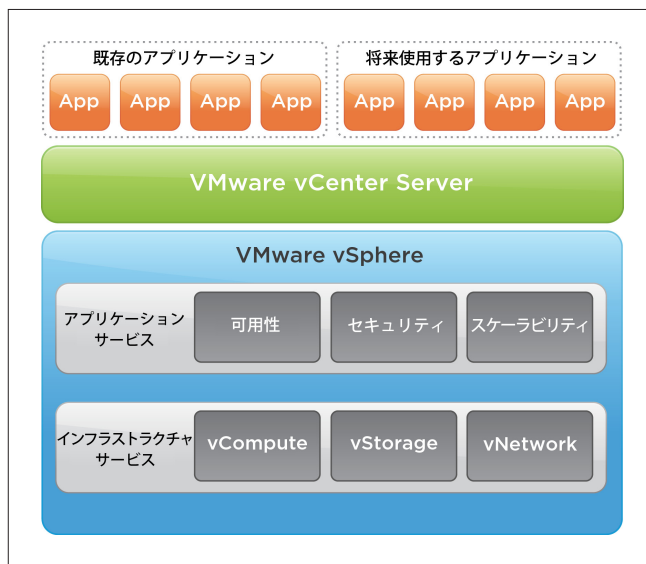 既存のアプリケーション
将来使用するアプリケーション
App App App App
App App App App
VMware vCenter Server
VMware vSphere
アプリケーション
サービス
可用性
セキュリティ
スケーラビリティ
インフラストラクチャ
サービス
vCompute
vStorage
vNetwork